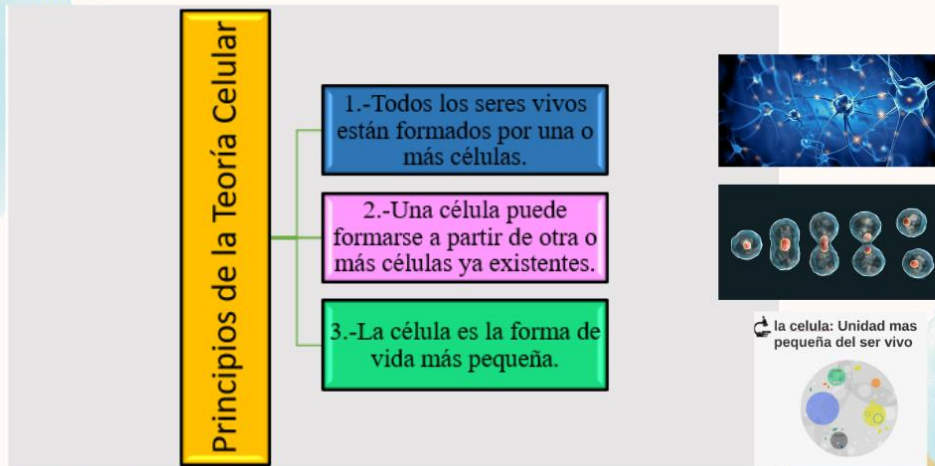 Principios de la Teoría Celular
1.-Todos los seres vivos
están formados por una o
más células.
2.-Una célula puede
formarse a partir de otra o
más células ya existentes.
3.-La célula es la forma de
vida más pequeña.
la celula: Unidad mas
pequeña del ser vivo